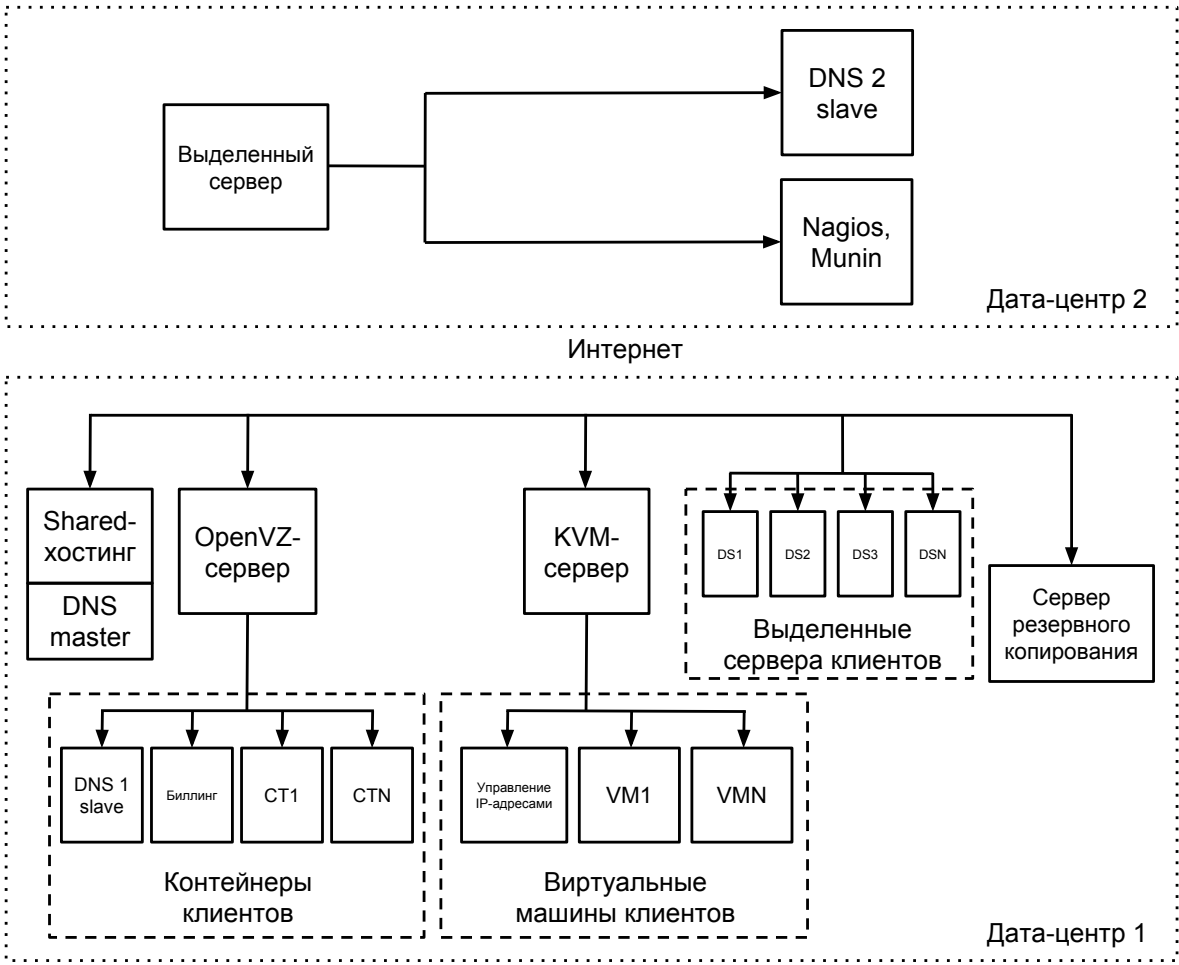 DNS 2
slave
Выделенный
сервер
Nagios,
Munin
Дата-центр 2
Интернет
Shared-
хостинг
DNS
master
OpenVZ-
сервер
KVM-
сервер
DS1
DS2
DS3
DSN
Выделенные
сервера клиентов
Сервер
резервного
копирования
DNS 1
slave
Биллинг
CT1
CTN
Контейнеры
клиентов
Управление
IP-адресами
VM1
VMN
Виртуальные
машины клиентов
Дата-центр 1